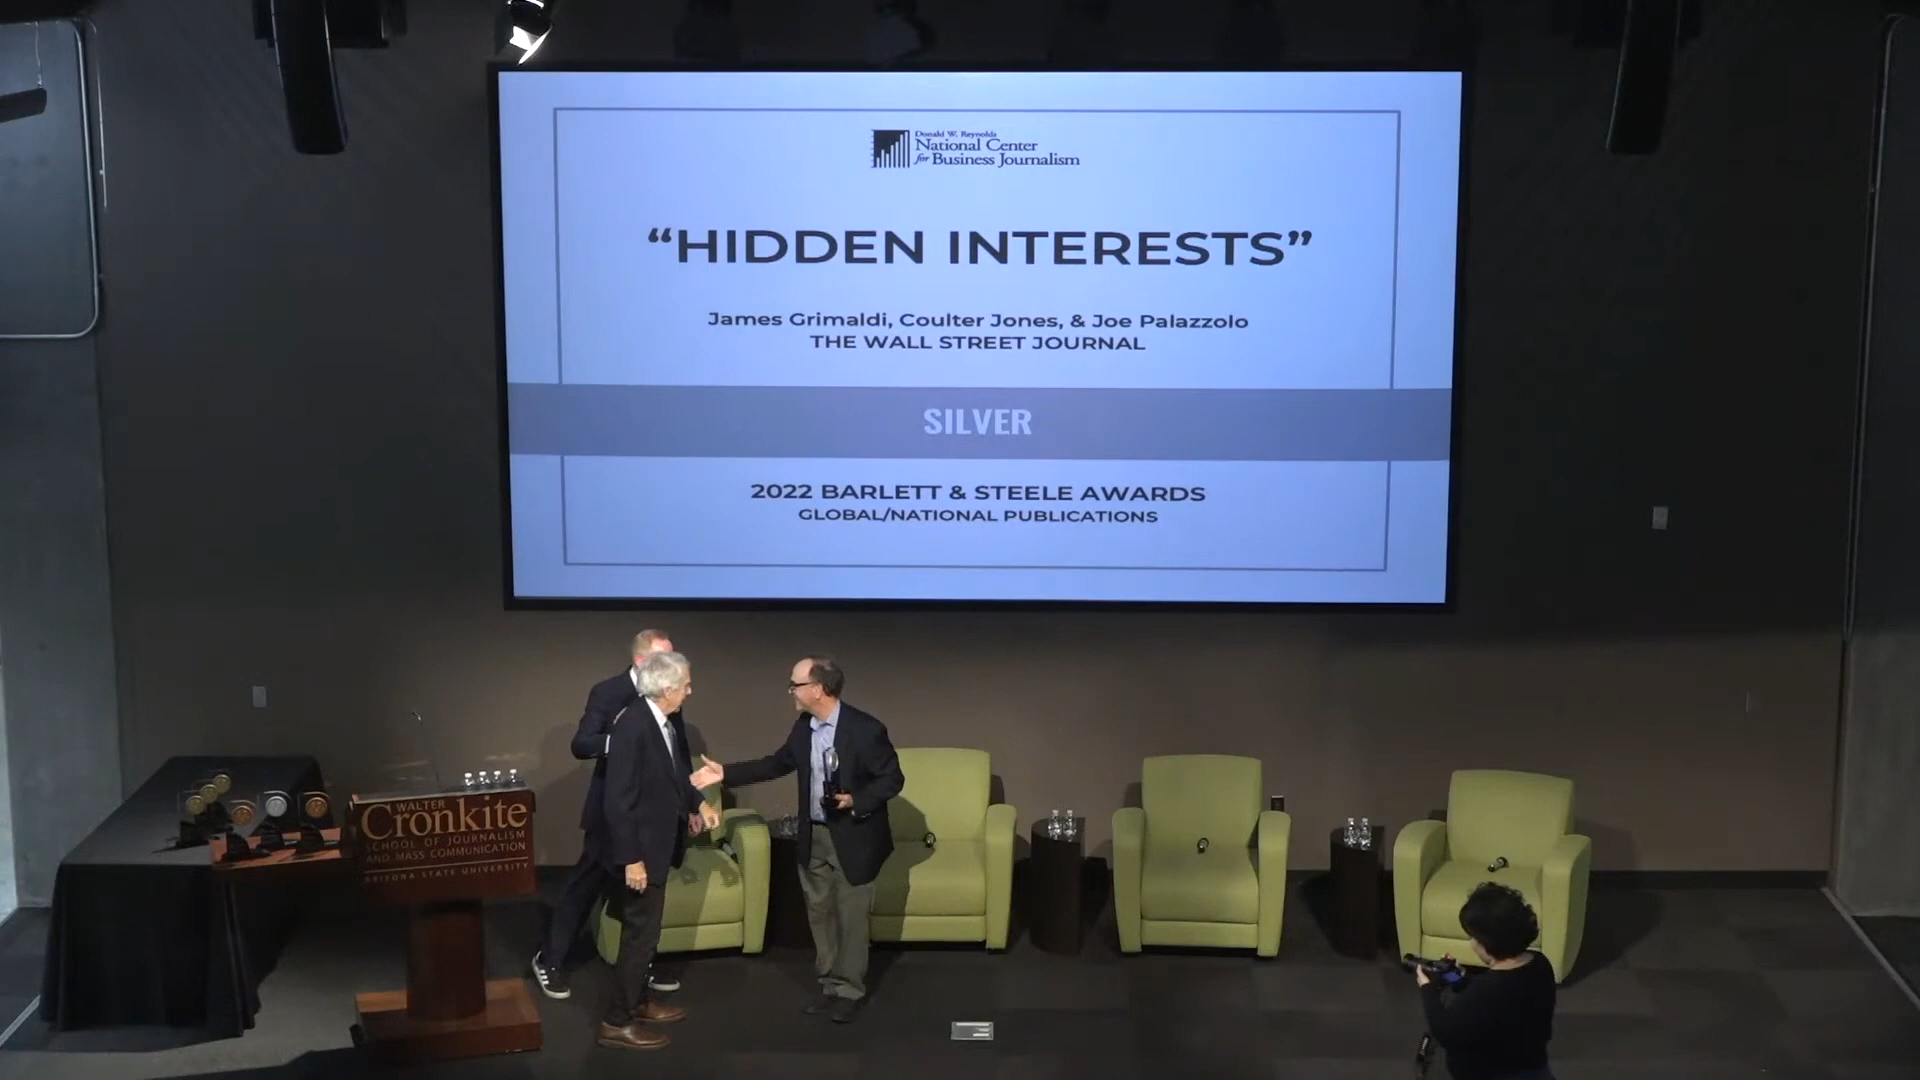 Donald W. Reynolds
National Center
for Business Journalism
“HIDDEN INTERESTS”
James Grimaldi, Coulter Jones, & Joe Palazzolo
THE WALL STREET JOURNAL
SILVER
2022 BARLETT & STEELE AWARDS
GLOBAL/NATIONAL PUBLICATIONS
WALTER
Cronkite
SCHOOL OF JOURNALISM
AND MASS COMMUNICATION
ARIZONA STATE UNIVERSITY